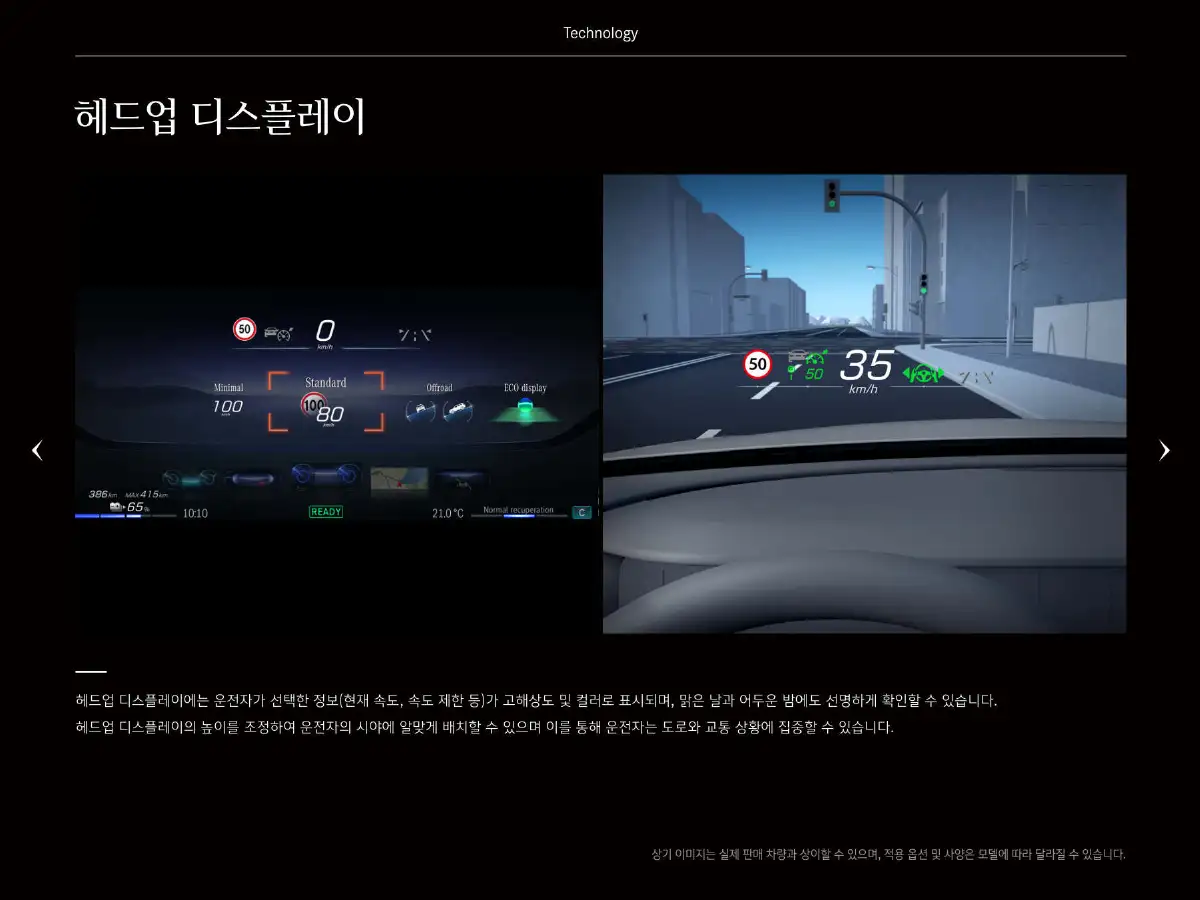 Technology
헤드업 디스플레이
50 0 km/h
Minimal Standard Offroad ECO display
100 100 80 km/h
386 km MAX 415 km
65 %
10:10 READY 21.0 °C Normal recuperation C
50 50 35 km/h
헤드업 디스플레이에는 운전자가 선택한 정보(현재 속도, 속도 제한 등)가 고해상도 및 컬러로 표시되며, 맑은 날과 어두운 밤에도 선명하게 확인할 수 있습니다.
헤드업 디스플레이의 높이를 조정하여 운전자의 시야에 알맞게 배치할 수 있으며 이를 통해 운전자는 도로와 교통 상황에 집중할 수 있습니다.
상기 이미지는 실제 판매 차량과 상이할 수 있으며, 적용 옵션 및 사양은 모델에 따라 달라질 수 있습니다.